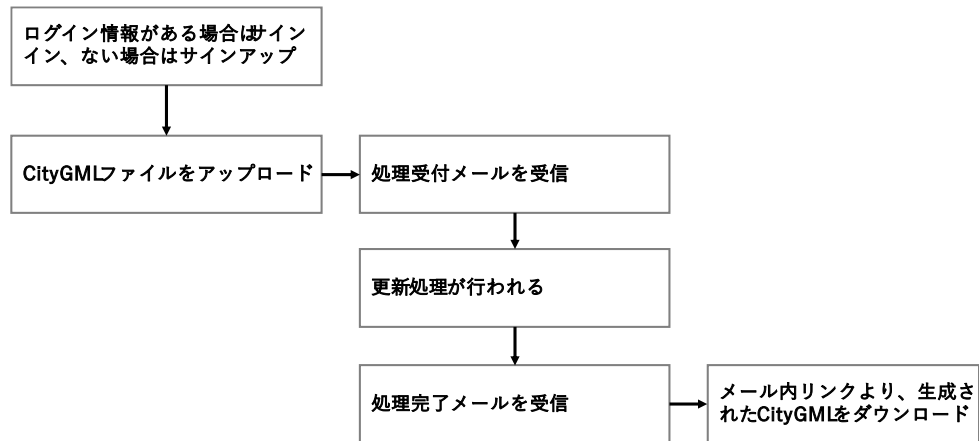 ログイン情報がある場合はサイン
イン、ない場合はサインアップ
CityGMLファイルをアップロード
処理受付メールを受信
更新処理が行われる
処理完了メールを受信
メール内リンクより、生成さ
れたCityGMLをダウンロード